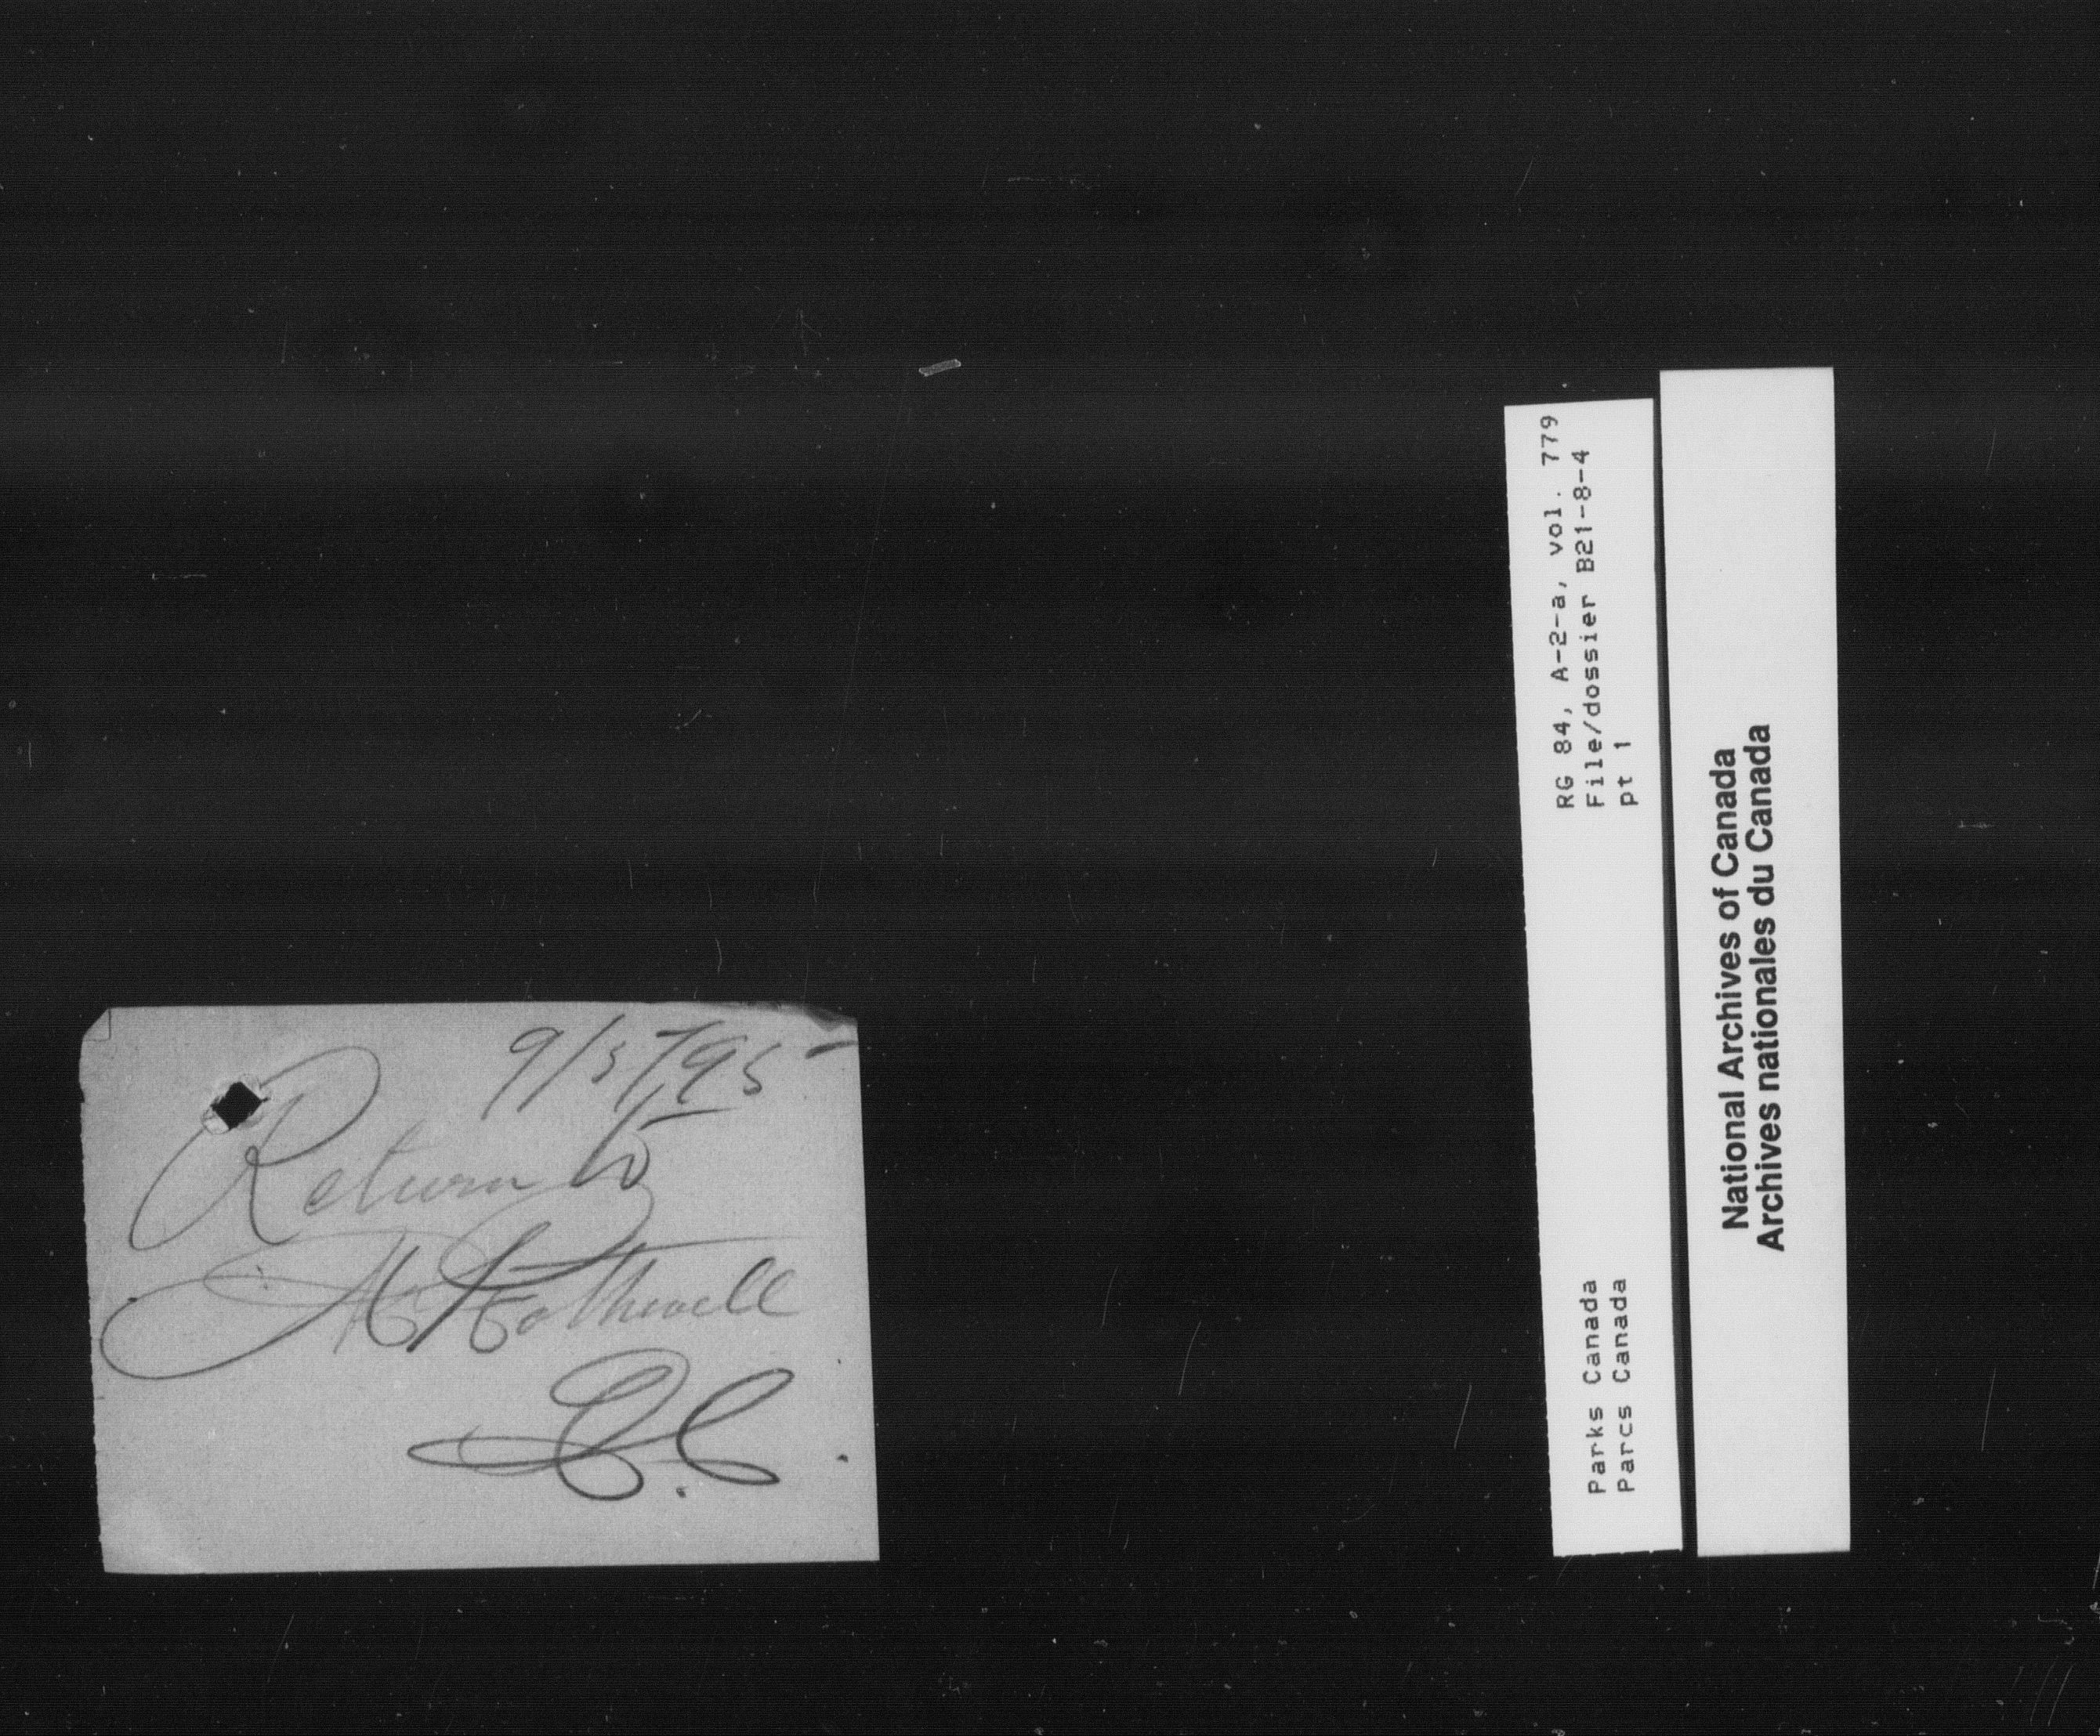 9/5/95
Return to
Rothwell
RG 84, A-2-a, vol. 779
File/dossier B21-8-4
pt 1
Parks Canada
Parcs Canada
National Archives of Canada
Archives nationales du Canada